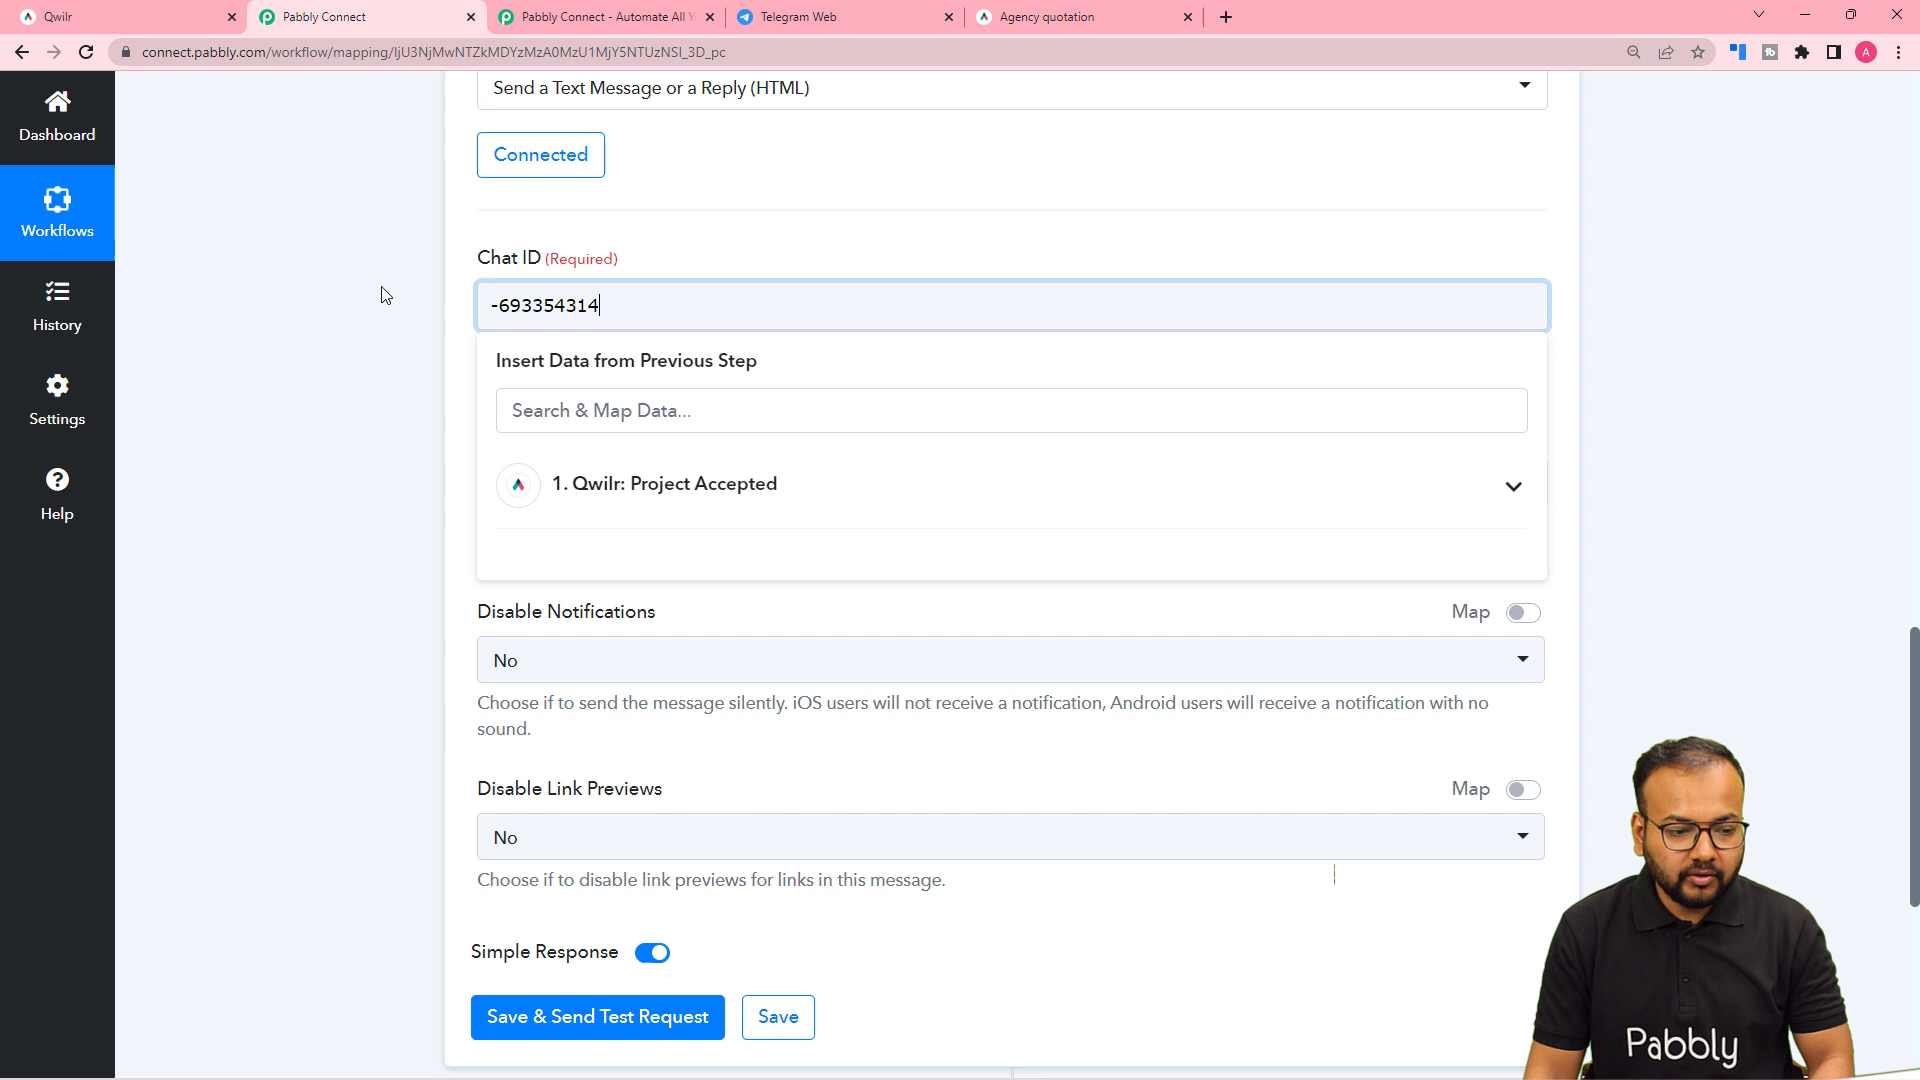 Qwilr
Pabbly Connect
Pabbly Connect - Automate All Y
Telegram Web
Agency quotation
connect.pabbly.com/workflow/mapping/IjU3NjMwNTZkMDYzMzA0MzU1MjY5NTUzNSI_3D_pc
A
Dashboard
Workflows
History
Settings
Help
Send a Text Message or a Reply (HTML)
Connected
Chat ID (Required)
-693354314
Insert Data from Previous Step
Search & Map Data...
1. Qwilr: Project Accepted
Disable Notifications
Map
No
Choose if to send the message silently. iOS users will not receive a notification, Android users will receive a notification with no
sound.
Disable Link Previews
Map
No
Choose if to disable link previews for links in this message.
Simple Response
Save & Send Test Request
Save
Pabbly